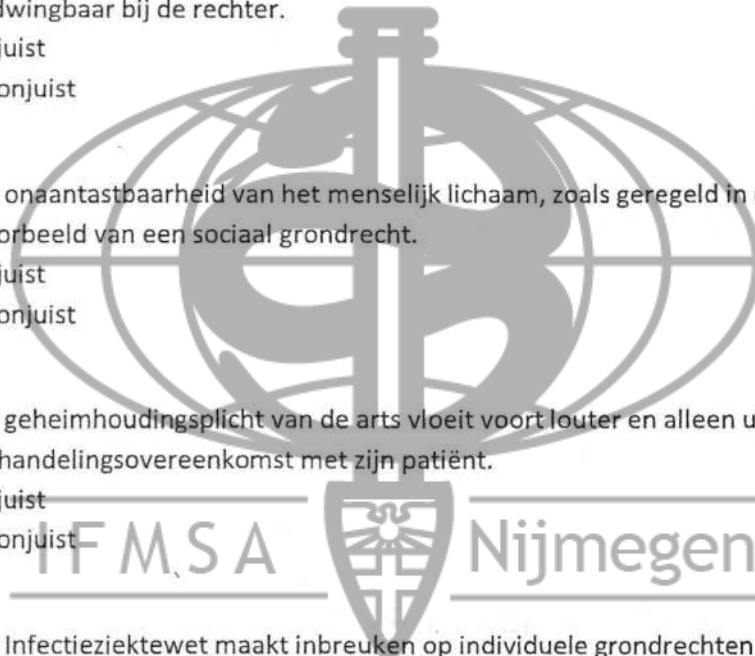 dwingbaar bij de rechter.
juist
onjuist
onaantastbaarheid van het menselijk lichaam, zoals geregeld in
orbeeld van een sociaal grondrecht.
juist
onjuist
geheimhoudingsplicht van de arts vloeit voort louter en alleen u
handelingsovereenkomst met zijn patiënt.
juist
onjuist
IFMSA Nijmegen
Infectieziektewet maakt inbreuken op individuele grondrechten